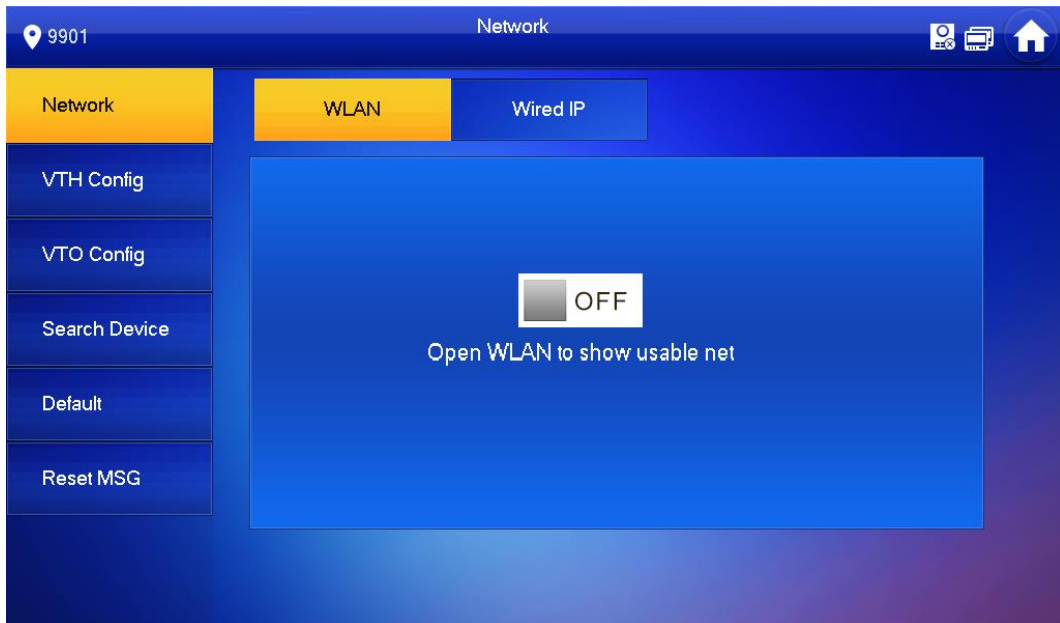 9901
Network
Network
WLAN
Wired IP
VTH Config
VTO Config
Search Device
Default
Reset MSG
OFF
Open WLAN to show usable net